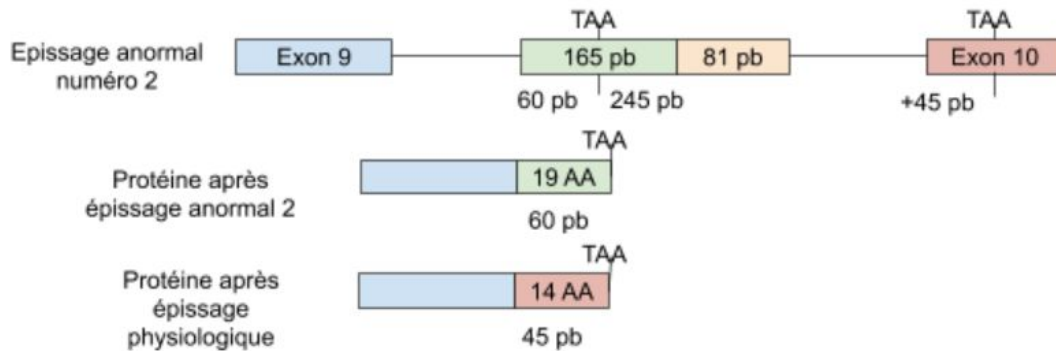 TAA
TAA
Epissage anormal
numéro 2
Exon 9
165 pb
81 pb
Exon 10
60 pb
245 pb
+45 pb
TAA
Protéine après
épissage anormal 2
19 AA
60 pb
TAA
Protéine après
épissage
physiologique
14 AA
45 pb